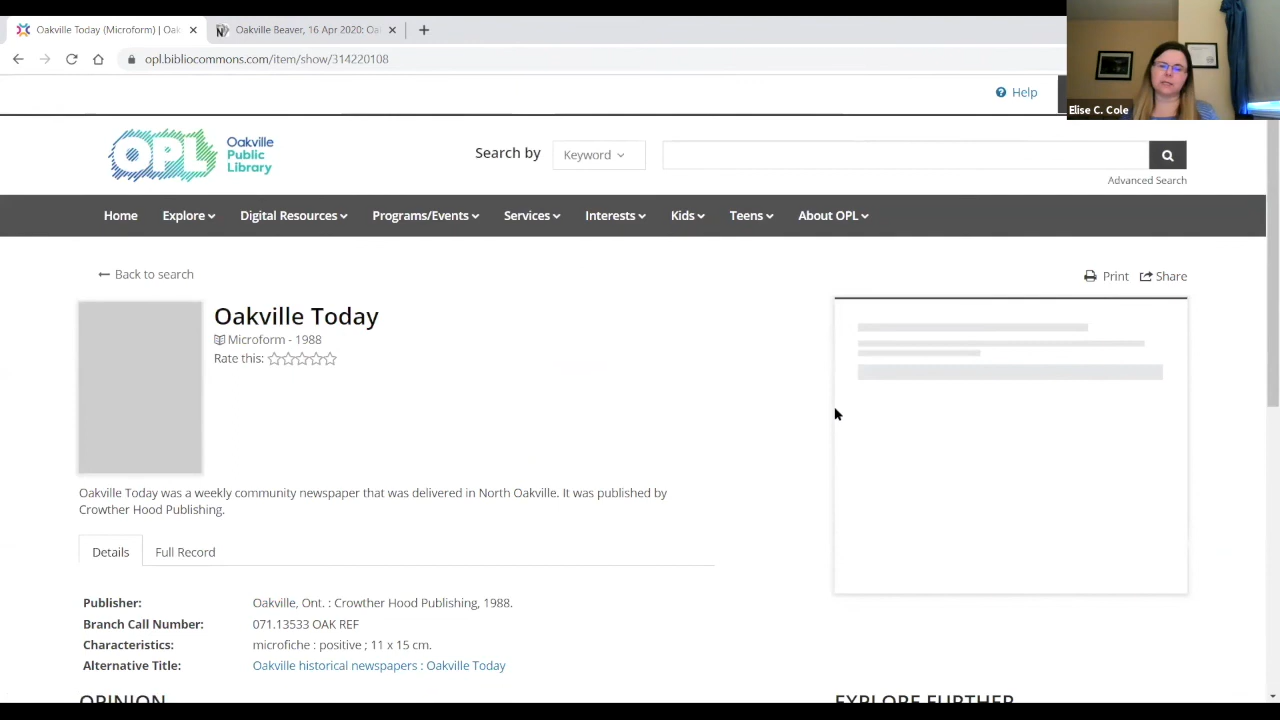 Oakville Today (Microform) | Oak
Oakville Beaver, 16 Apr 2020: Oa
opl.bibliocommons.com/item/show/314220108
Elise C. Cole
Help
OPL
Oakville
Public
Library
Search by Keyword
Advanced Search
Home Explore Digital Resources Programs/Events Services Interests Kids Teens About OPL
Back to search
Print Share
Oakville Today
Microform - 1988
Rate this:
Oakville Today was a weekly community newspaper that was delivered in North Oakville. It was published by
Crowther Hood Publishing.
Details Full Record
Publisher: Oakville, Ont. : Crowther Hood Publishing, 1988.
Branch Call Number: 071.13533 OAK REF
Characteristics: microfiche : positive ; 11 x 15 cm.
Alternative Title: Oakville historical newspapers : Oakville Today
OPINION
EXPLORE FURTHER